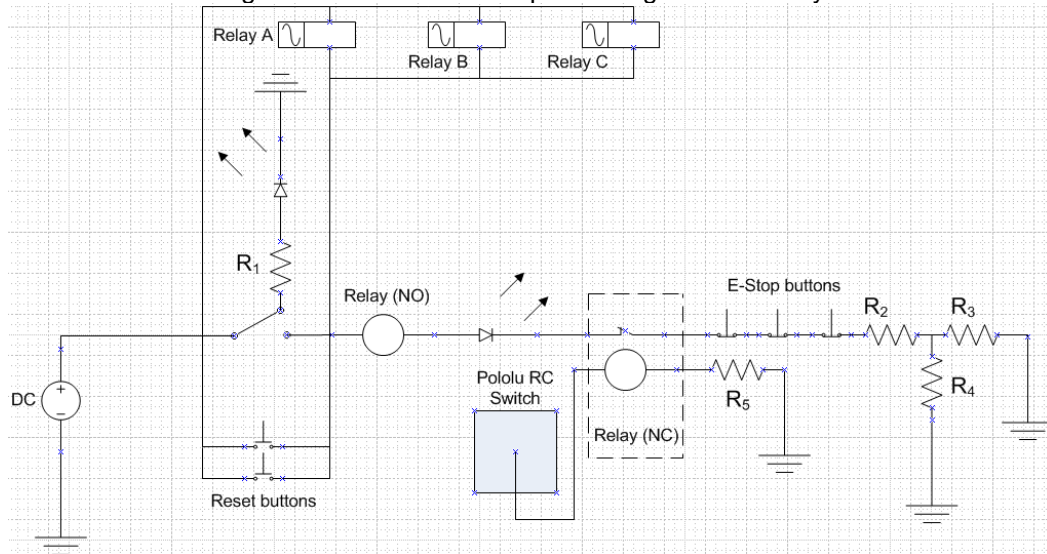 Relay A
Relay B
Relay C
R1
Relay (NO)
E-Stop buttons
R2
R3
DC
+
−
Pololu RC
Switch
R5
R4
Relay (NC)
Reset buttons